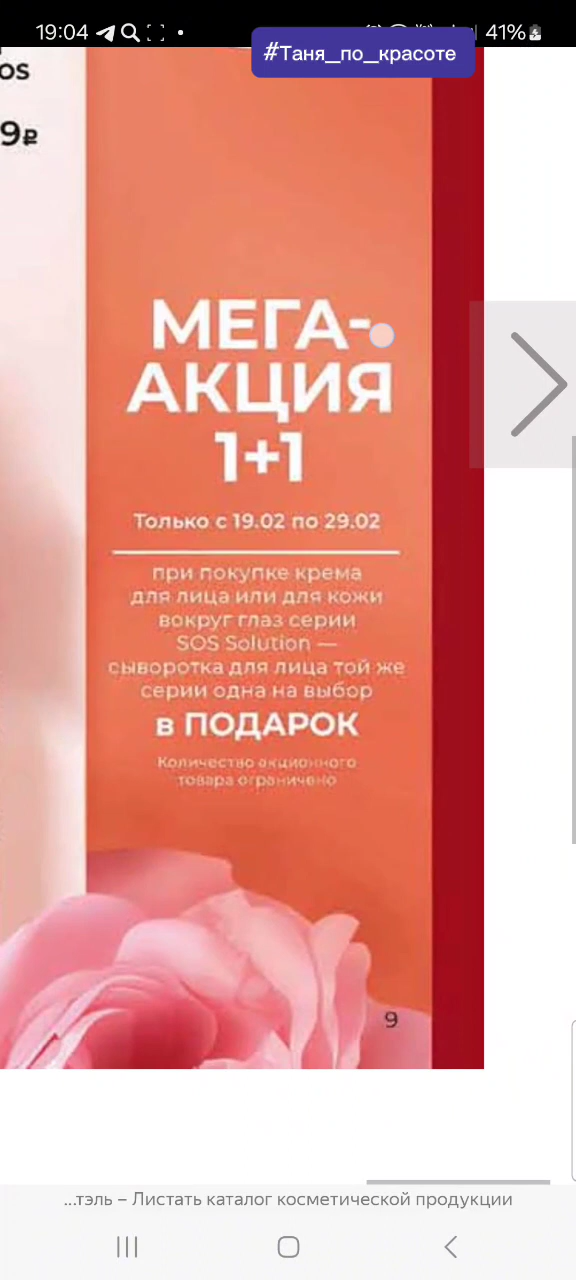 19:04
41%
#Таня_по_красоте
os
9₽
МЕГА-
АКЦИЯ
1+1
Только с 19.02 по 29.02
при покупке крема
для лица или для кожи
вокруг глаз серии
SOS Solution —
сыворотка для лица той же
серии одна на выбор
в ПОДАРОК
Количество акционного
товара ограничено
9
...тэль – Листать каталог косметической продукции